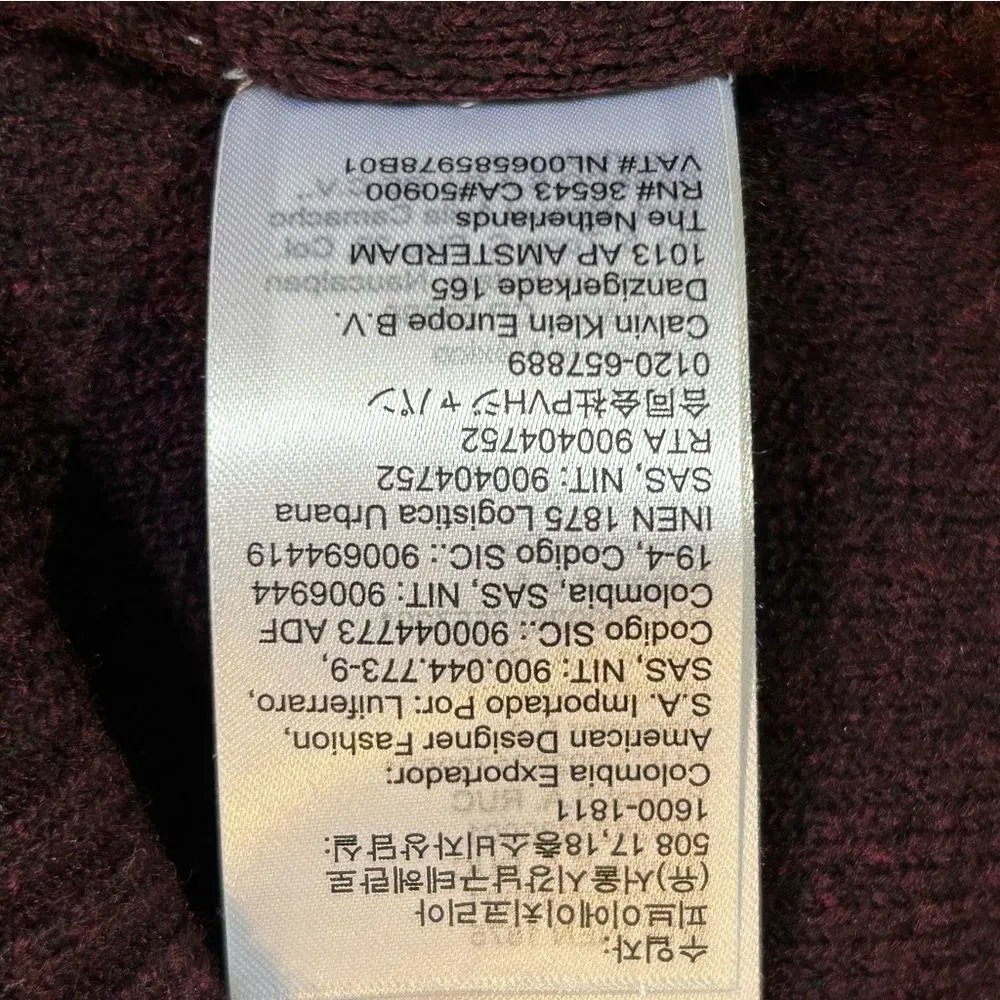 수입자:
피브이에이치코리아
(유)서울시강남구테헤란로
508 17,18층소비자상담실:
1600-1811
Colombia Exportador:
American Designer Fashion,
S.A. Importado Por: Luiferraro,
SAS, NIT: 900.044.773-9,
Codigo SIC.: 900044773 ADF
Colombia, SAS, NIT: 9006944
19-4, Codigo SIC.: 900694419
INEN 1875 Logistica Urbana
SAS, NIT: 900404752
RTA 900404752
合同会社PVHジャパン
0120-657889
Calvin Klein Europe B.V.
Danzigerkade 165
1013 AP AMSTERDAM
The Netherlands
RN# 36543 CA#50900
VAT# NL006585978B01